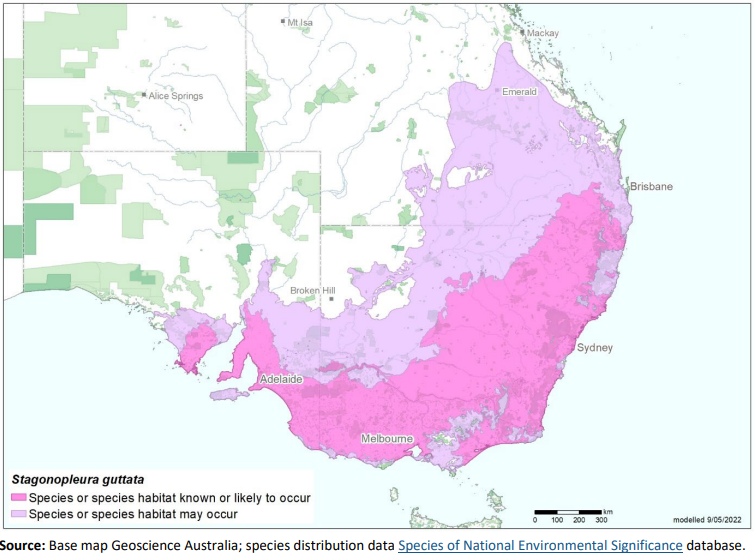 Mt Isa
Mackay
Alice Springs
Emerald
Brisbane
Broken Hill
Sydney
Adelaide
Melbourne
Stagonopleura guttata
Species or species habitat known or likely to occur
Species or species habitat may occur
km
0 100 200 300
modelled 9/05/2022
Source: Base map Geoscience Australia; species distribution data Species of National Environmental Significance database.